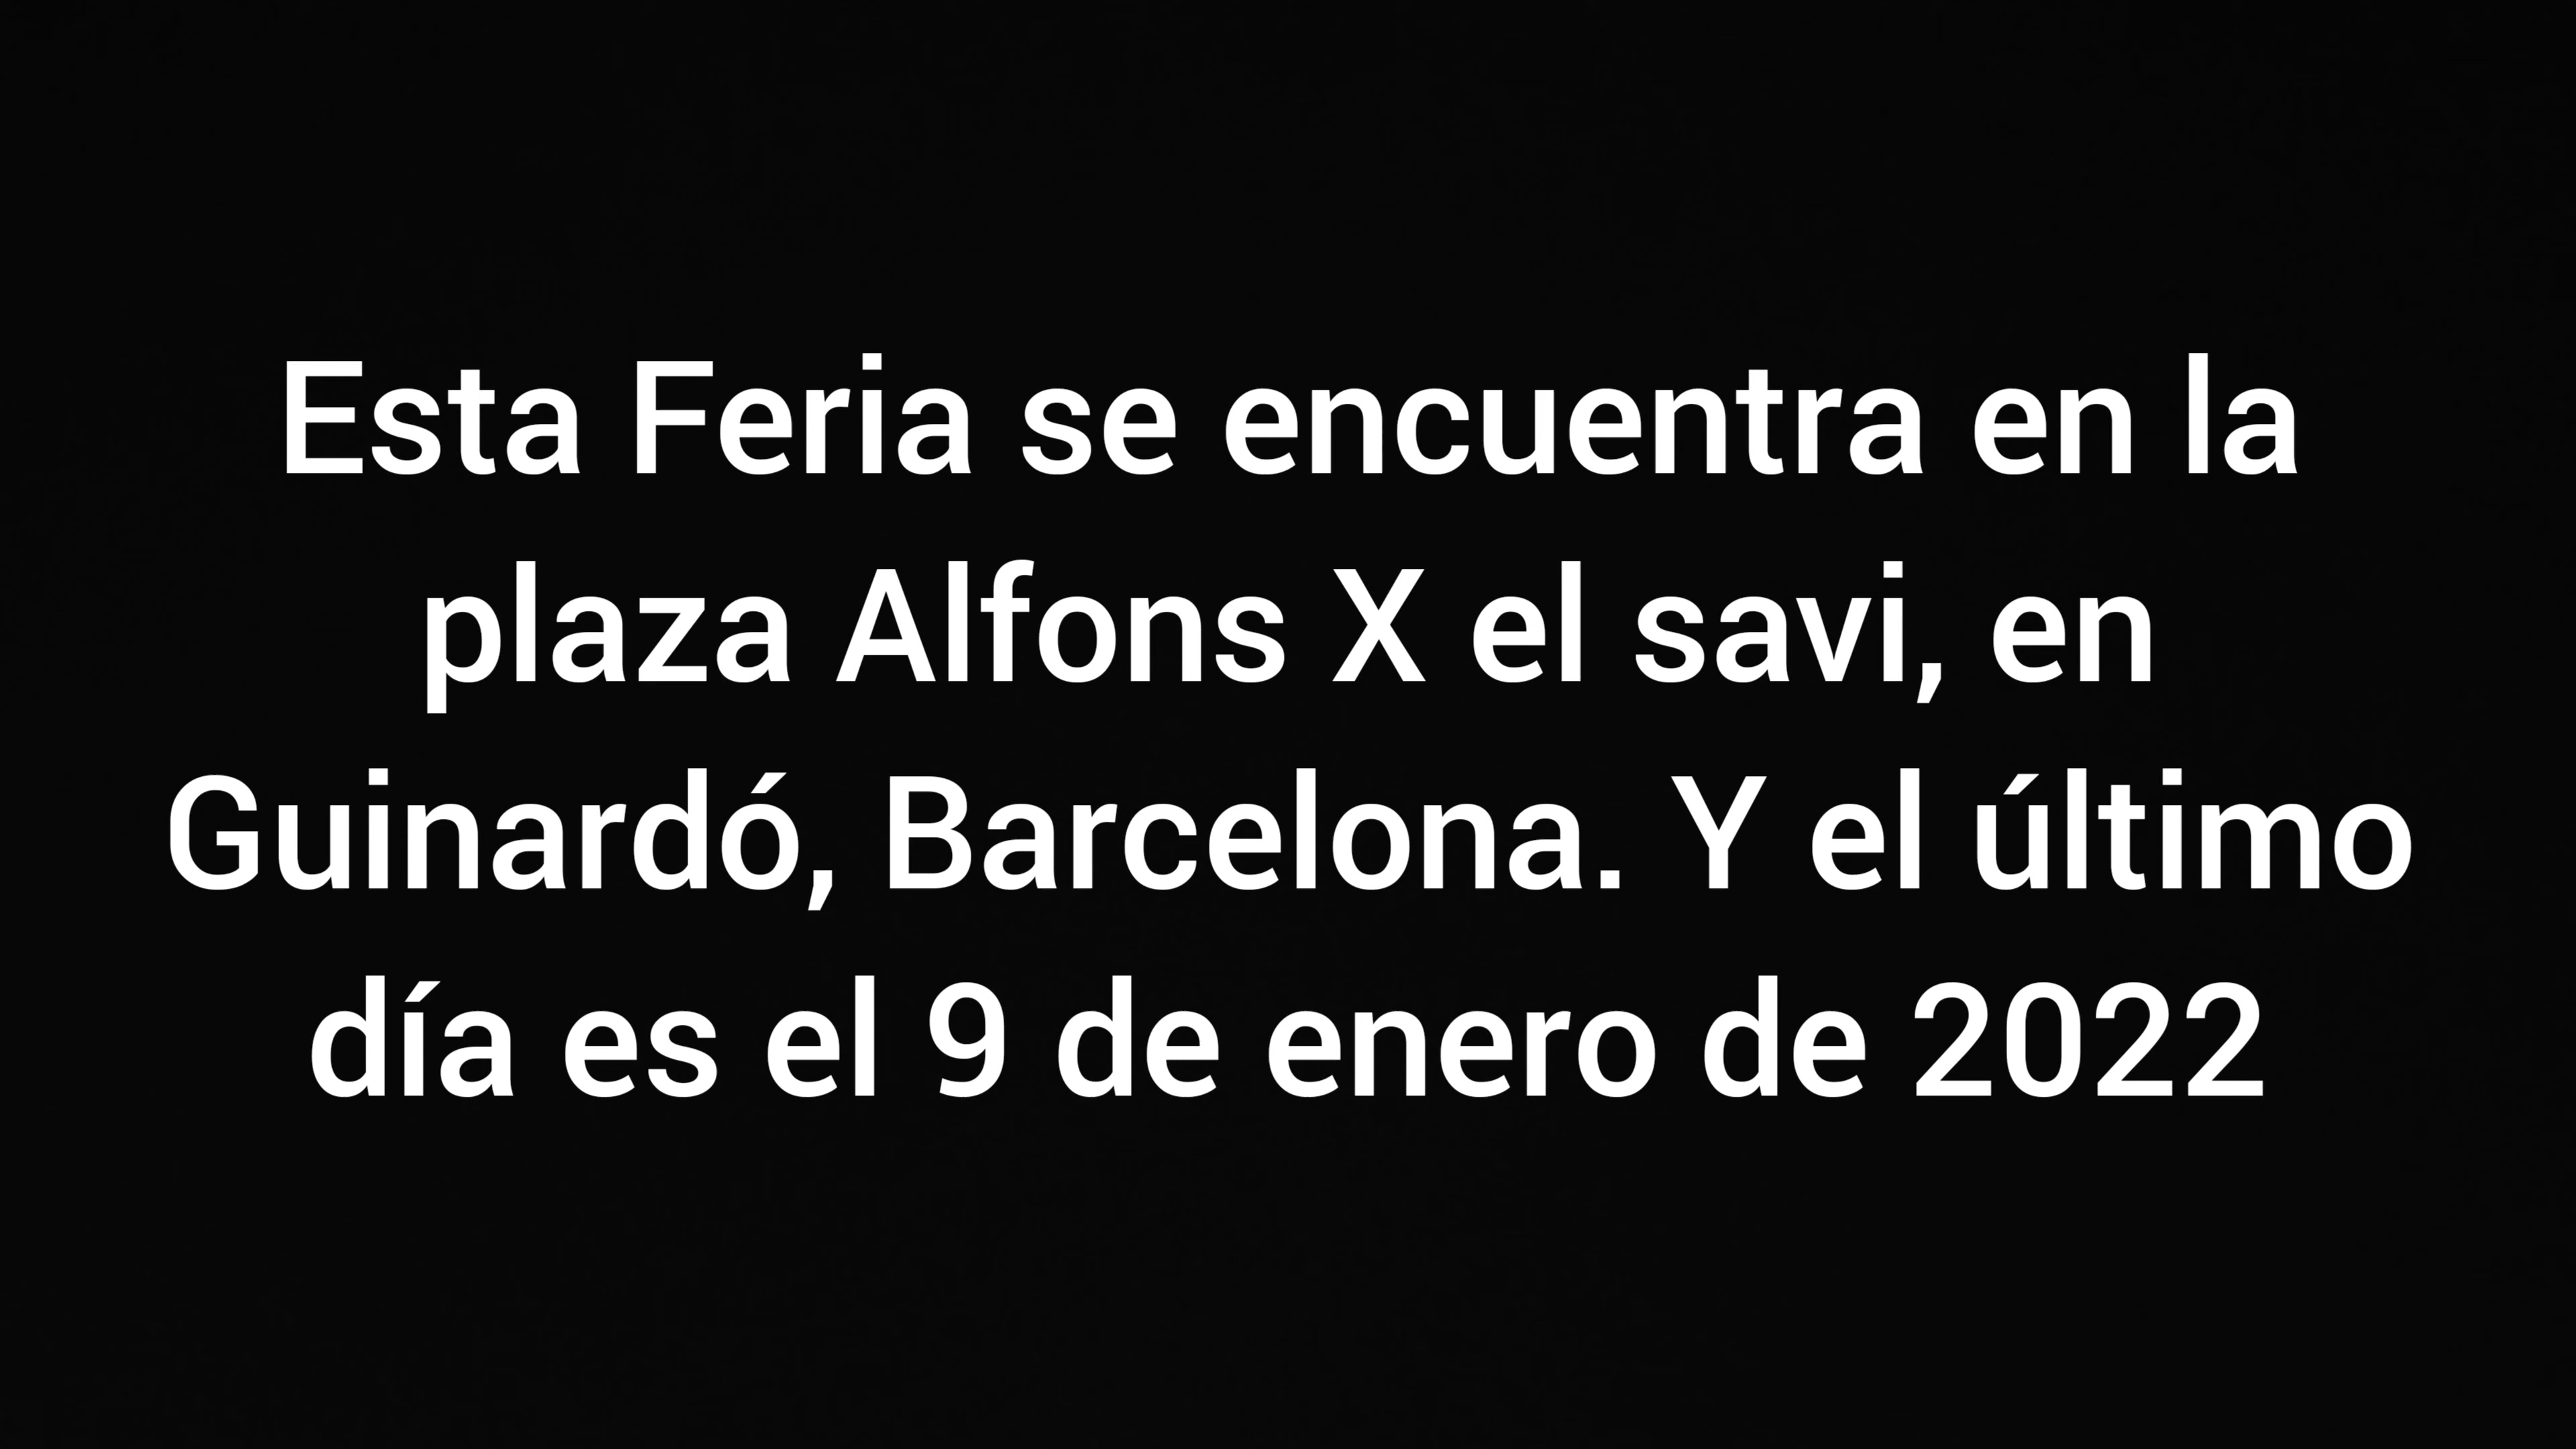 Esta Feria se encuentra en la
plaza Alfons X el savi, en
Guinardó, Barcelona. Y el último
día es el 9 de enero de 2022